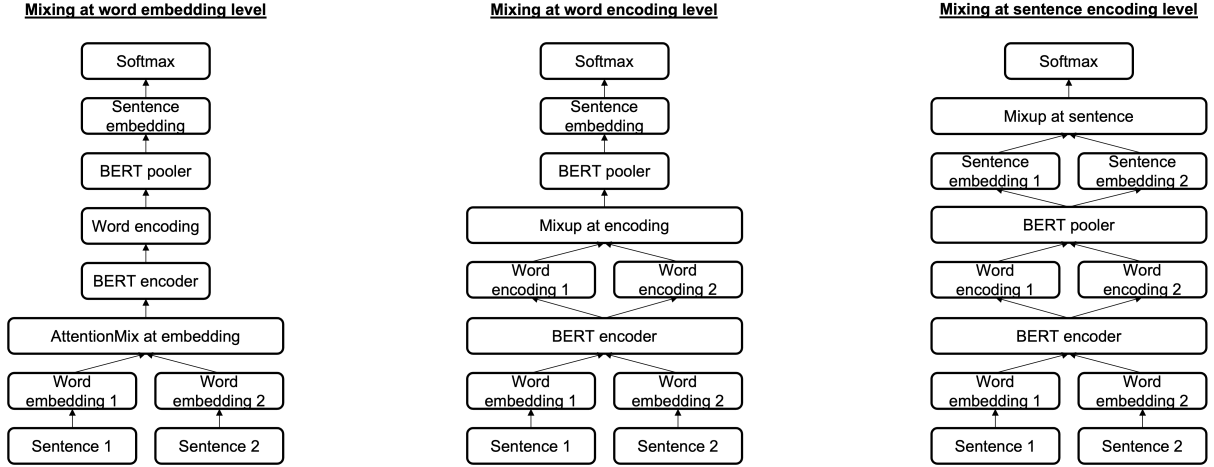 Mixing at word embedding level
Softmax
Sentence
embedding
BERT pooler
Word encoding
BERT encoder
AttentionMix at embedding
Word
embedding 1
Word
embedding 2
Sentence 1
Sentence 2
Mixing at word encoding level
Softmax
Sentence
embedding
BERT pooler
Mixup at encoding
Word
encoding 1
Word
encoding 2
BERT encoder
Word
embedding 1
Word
embedding 2
Sentence 1
Sentence 2
Mixing at sentence encoding level
Softmax
Mixup at sentence
Sentence
embedding 1
Sentence
embedding 2
BERT pooler
Word
encoding 1
Word
encoding 2
BERT encoder
Word
embedding 1
Word
embedding 2
Sentence 1
Sentence 2